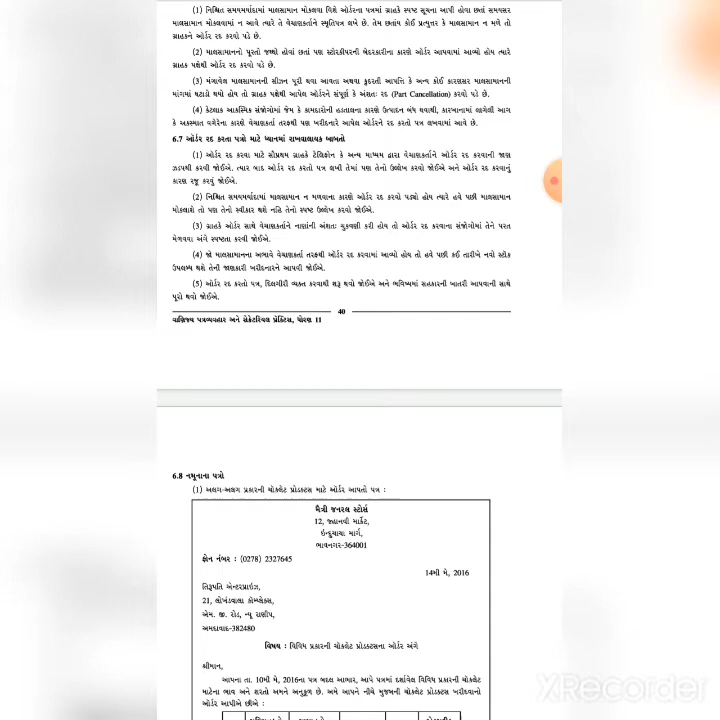 (1) નિશ્ચિત સમયમર્યાદામાં માલસામાન મોકલવા વિશે ઓર્ડરના પત્રમાં ગ્રાહકે સ્પષ્ટ સૂચના આપી હોવા છતાં સમયસર
માલસામાન મોકલવામાં ન આવે ત્યારે તે વેચાણકર્તાને સ્મૃતિપત્ર લખે છે. તેમ છતાંય કોઈ પ્રત્યુત્તર કે માલસામાન ન મળે તો
ગ્રાહકને ઓર્ડર રદ કરવો પડે છે.
(2) માલસામાનનો પૂરતો જથ્થો હોવા છતાં પણ સ્ટોરકીપરની બેદરકારીના કારણે ઓર્ડર આપવામાં આવ્યો હોય ત્યારે
ગ્રાહક પક્ષેથી ઓર્ડર રદ કરવો પડે છે.
(3) મંગાવેલ માલસામાનની સીઝન પૂરી થવા આવતા અથવા કુદરતી આપત્તિ કે અન્ય કોઈ કારણસર માલસામાનની
માંગમાં ઘટાડો થયો હોય તો ગ્રાહક પક્ષેથી આપેલ ઓર્ડરને સંપૂર્ણ કે અંશતઃ રદ (Part Cancellation) કરવો પડે છે.
(4) કેટલાક આકસ્મિક સંજોગોમાં જેમ કે કામદારોની હડતાલના કારણે ઉત્પાદન બંધ થવાથી, કારખાનામાં લાગેલી આગ
કે અકસ્માત વગેરેના કારણે વેચાણકર્તા તરફથી પણ ખરીદનારે આપેલ ઓર્ડરને રદ કરતો પત્ર લખવામાં આવે છે.
6.7 ઓર્ડર રદ કરતા પત્રો માટે ધ્યાનમાં રાખવાલાયક બાબતો
(1) ઓર્ડર રદ કરવા માટે સૌપ્રથમ ગ્રાહકે ટેલિફોન કે અન્ય માધ્યમ દ્વારા વેચાણકર્તાને ઓર્ડર રદ કરવાની જાણ
ઝડપથી કરવી જોઈએ. ત્યાર બાદ ઓર્ડર રદ કરતો પત્ર લખી તેમાં પણ તેનો ઉલ્લેખ કરવો જોઈએ અને ઓર્ડર રદ કરવાનું
કારણ રજૂ કરવું જોઈએ.
(2) નિશ્ચિત સમયમર્યાદામાં માલસામાન ન મળવાના કારણે ઓર્ડર રદ કરવો પડ્યો હોય ત્યારે હવે પછી માલસામાન
મોકલાશે તો પણ તેનો સ્વીકાર થશે નહિ તેનો સ્પષ્ટ ઉલ્લેખ કરવો જોઈએ.
(3) ગ્રાહકે ઓર્ડર સાથે વેચાણકર્તાને નાણાંની અંશતઃ ચુકવણી કરી હોય તો ઓર્ડર રદ કરવાના સંજોગોમાં તેને પરત
મેળવવા અંગે સ્પષ્ટતા કરવી જોઈએ.
(4) જો માલસામાનના અભાવે વેચાણકર્તા તરફથી ઓર્ડર રદ કરવામાં આવ્યો હોય તો હવે પછી કઈ તારીખે નવો સ્ટોક
ઉપલબ્ધ થશે તેની જાણકારી ખરીદનારને આપવી જોઈએ.
(5) ઓર્ડર રદ કરતો પત્ર, દિલગીરી વ્યક્ત કરવાથી શરૂ થવો જોઈએ અને ભવિષ્યમાં સહકારની ખાતરી આપવાની સાથે
પૂરો થવો જોઈએ.
40
વાણિજ્ય પત્રવ્યવહાર અને સેક્રેટરિયલ પ્રેક્ટિસ, ધોરણ 11
6.8 નમૂનાના પત્રો
(1) અલગ-અલગ પ્રકારની ચોકલેટ પ્રોડક્ટસ માટે ઓર્ડર આપતો પત્ર :
મૈત્રી જનરલ સ્ટોર્સ
12, જ્હાનવી માર્કેટ,
ઇન્દુચાચા માર્ગ,
ભાવનગર-364001
ફોન નંબર : (0278) 2327645
14મી મે, 2016
તિરૂપતિ એન્ટરપ્રાઇઝ,
21, લોખંડવાલા કોમ્પ્લેક્સ,
એમ. જી. રોડ, ન્યૂ રાણીપ,
અમદાવાદ-382480
વિષય : વિવિધ પ્રકારની ચોકલેટ પ્રોડક્ટસના ઓર્ડર અંગે
શ્રીમાન,
આપના તા. 10મી મે, 2016ના પત્ર બદલ આભાર, આપે પત્રમાં દર્શાવેલ વિવિધ પ્રકારની ચોકલેટ
માટેના ભાવ અને શરતો અમને અનુકૂળ છે. અમે આપને નીચે મુજબની ચોકલેટ પ્રોડક્ટસ ખરીદવાનો
ઓર્ડર આપીએ છીએ :
XRecorder